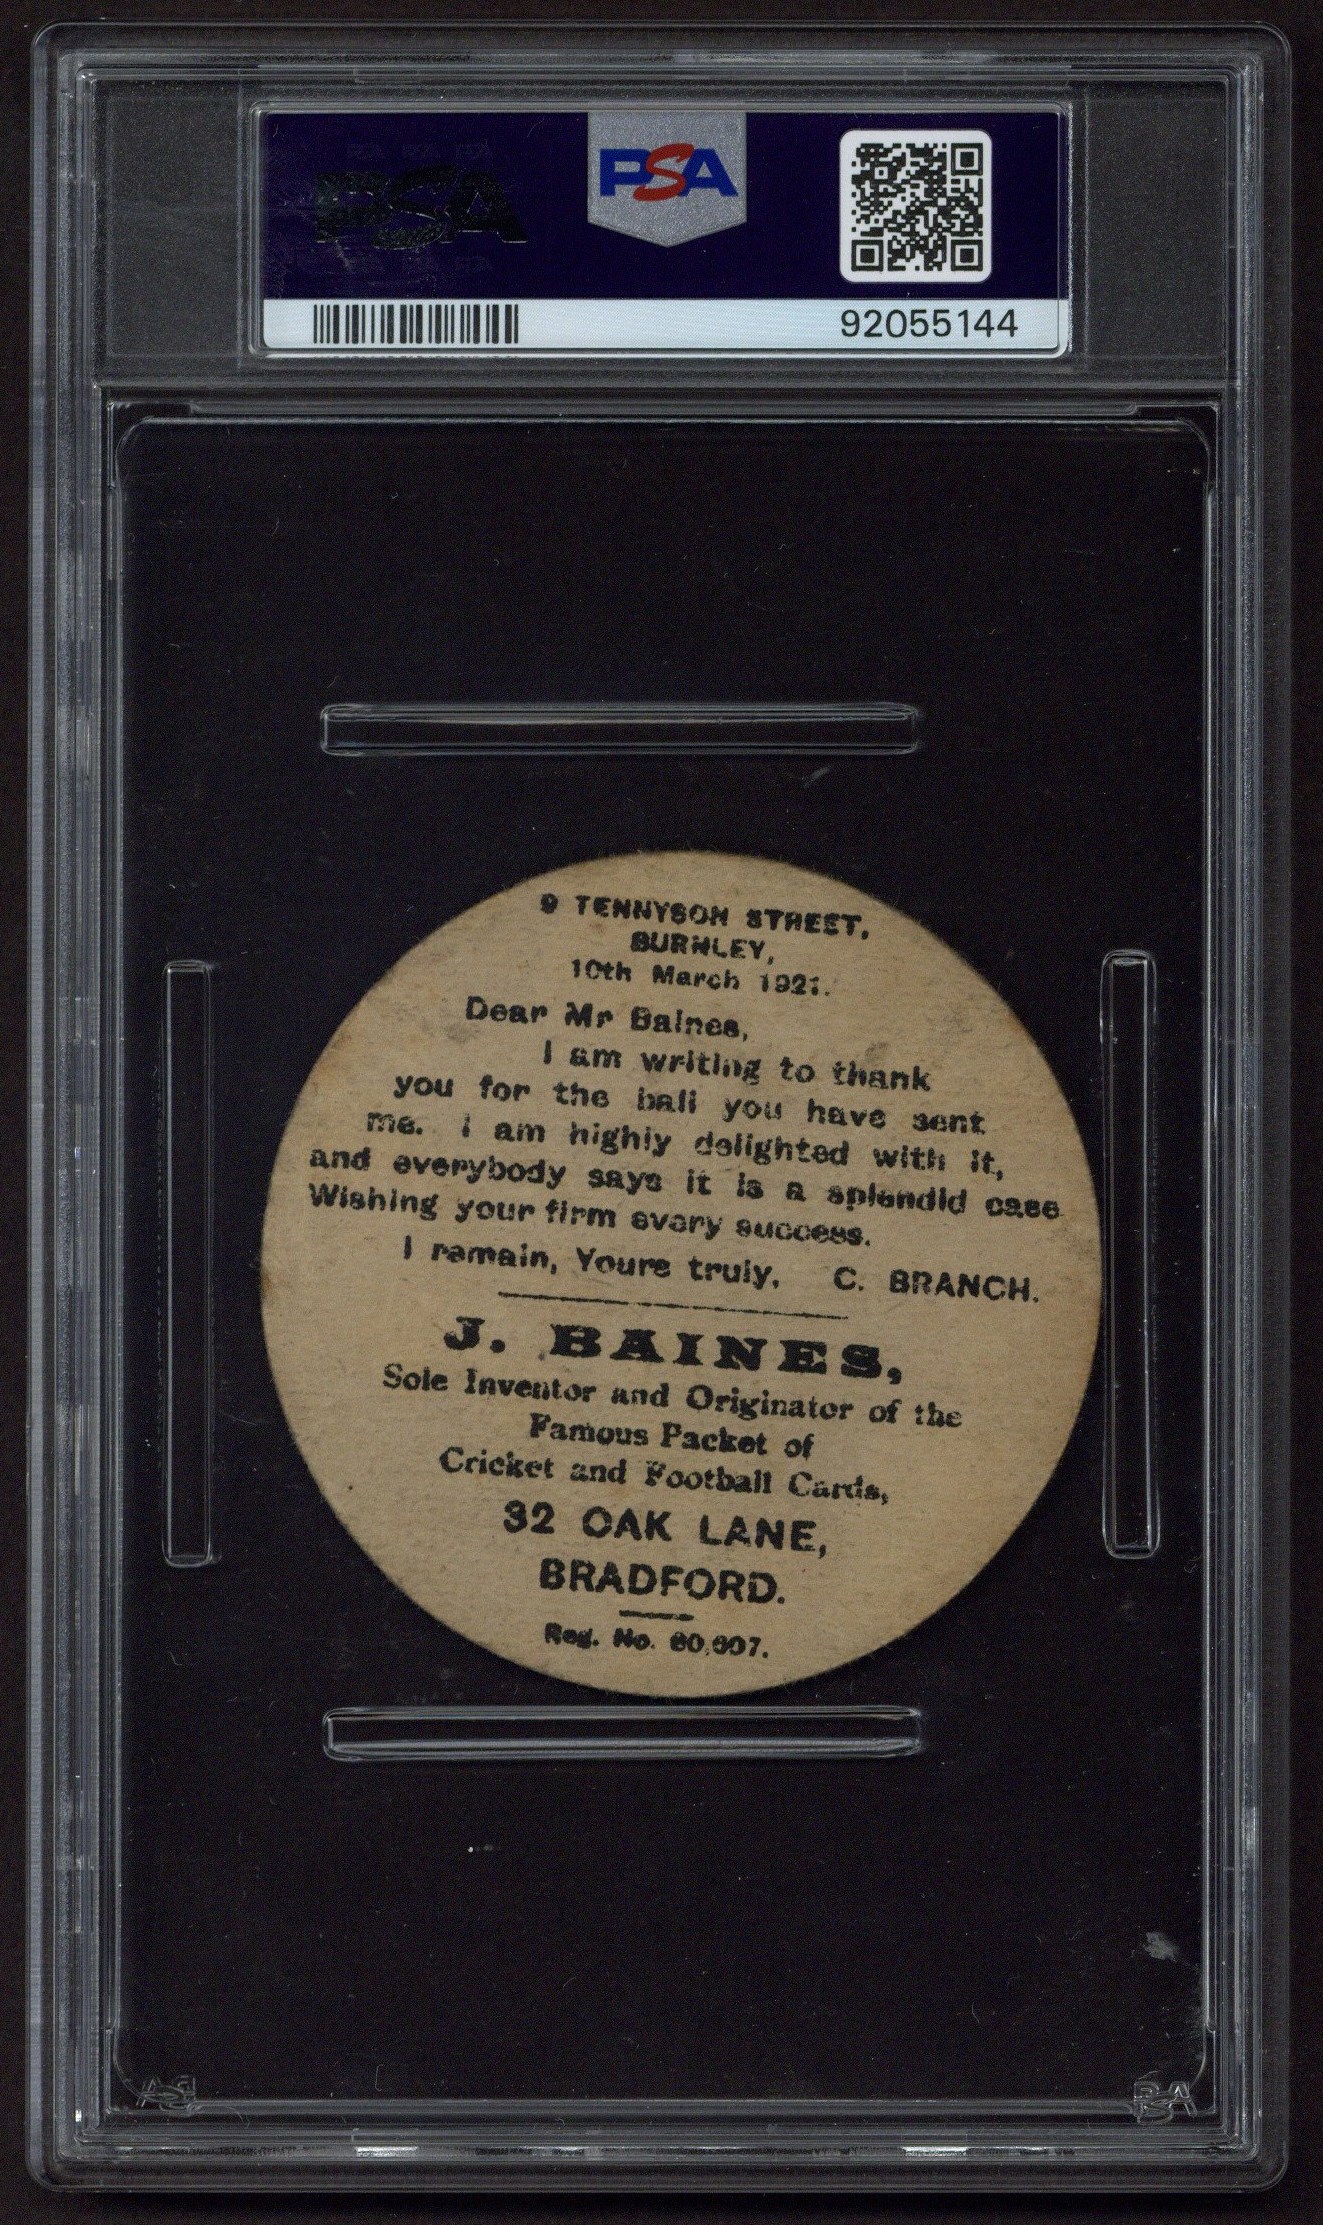 PSA
92055144
9 TENNYSON STREET,
BURNLEY,
10th March 1921.
Dear Mr Baines,
I am writing to thank
you for the ball you have sent
me. I am highly delighted with it,
and everybody says it is a splendid case
Wishing your firm every success.
I remain, Yours truly, C. BRANCH.
J. BAINES,
Sole Inventor and Originator of the
Famous Packet of
Cricket and Football Cards,
32 OAK LANE,
BRADFORD.
Reg. No.
PSA
PSA